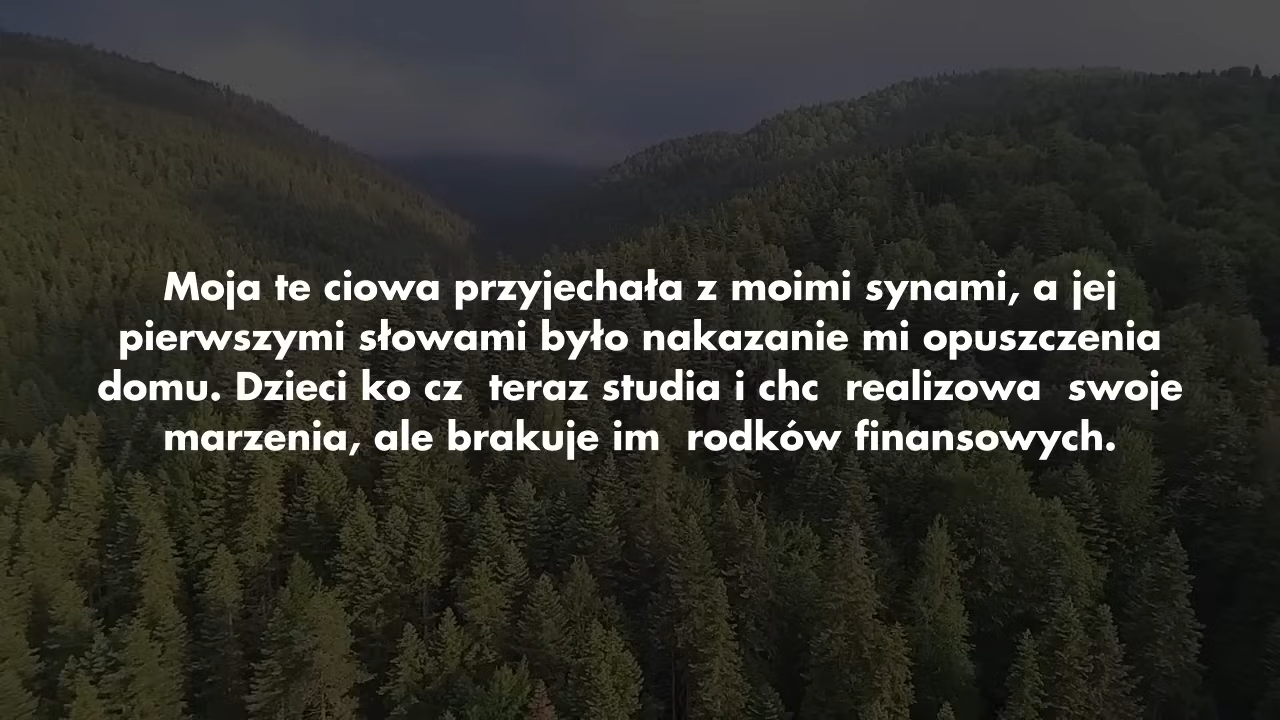 Moja te ciowa przyjechała z moimi synami, a jej
pierwszymi słowami było nakazanie mi opuszczenia
domu. Dzieci ko cz  teraz studia i chc  realizowa  swoje
marzenia, ale brakuje im  rodków finansowych.